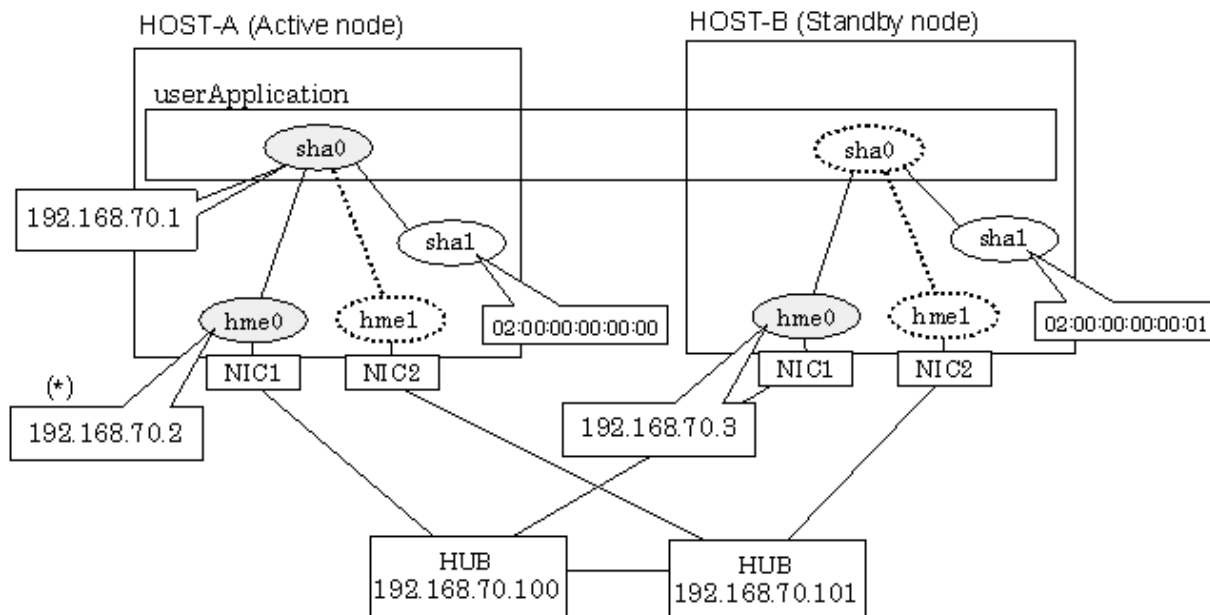 HOST-A (Active node)
HOST-B (Standby node)
userApplication
sha0
sha0
192.168.70.1
sha1
sha1
hme0
hme1
02:00:00:00:00:00
hme0
hme1
02:00:00:00:00:01
NIC1
NIC2
NIC1
NIC2
(*)
192.168.70.2
192.168.70.3
HUB
192.168.70.100
HUB
192.168.70.101